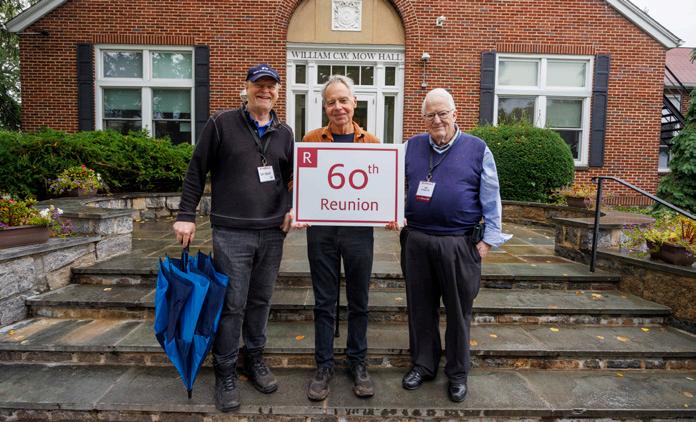 WILLIAM C.W. MOW HALL
R
60th
Reunion